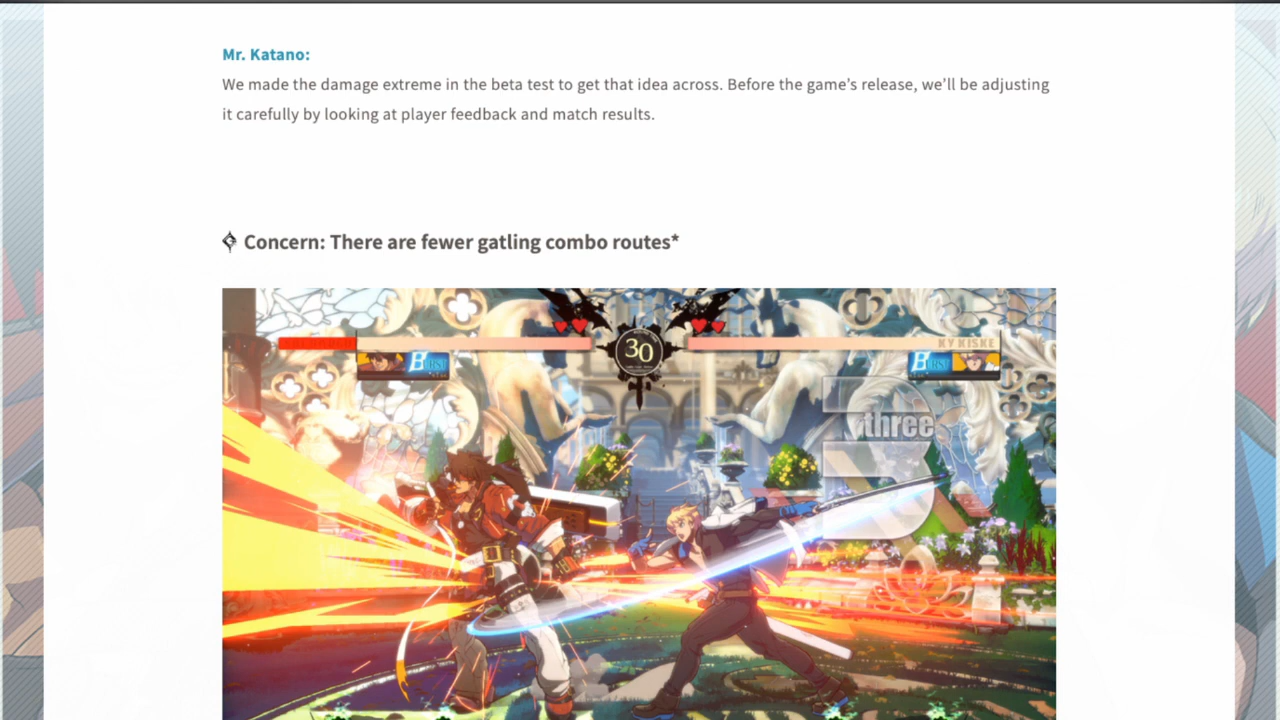 Mr. Katano:
We made the damage extreme in the beta test to get that idea across. Before the game’s release, we’ll be adjusting
it carefully by looking at player feedback and match results.
Concern: There are fewer gatling combo routes*
30
KY KISKE
BURST
BURST
three